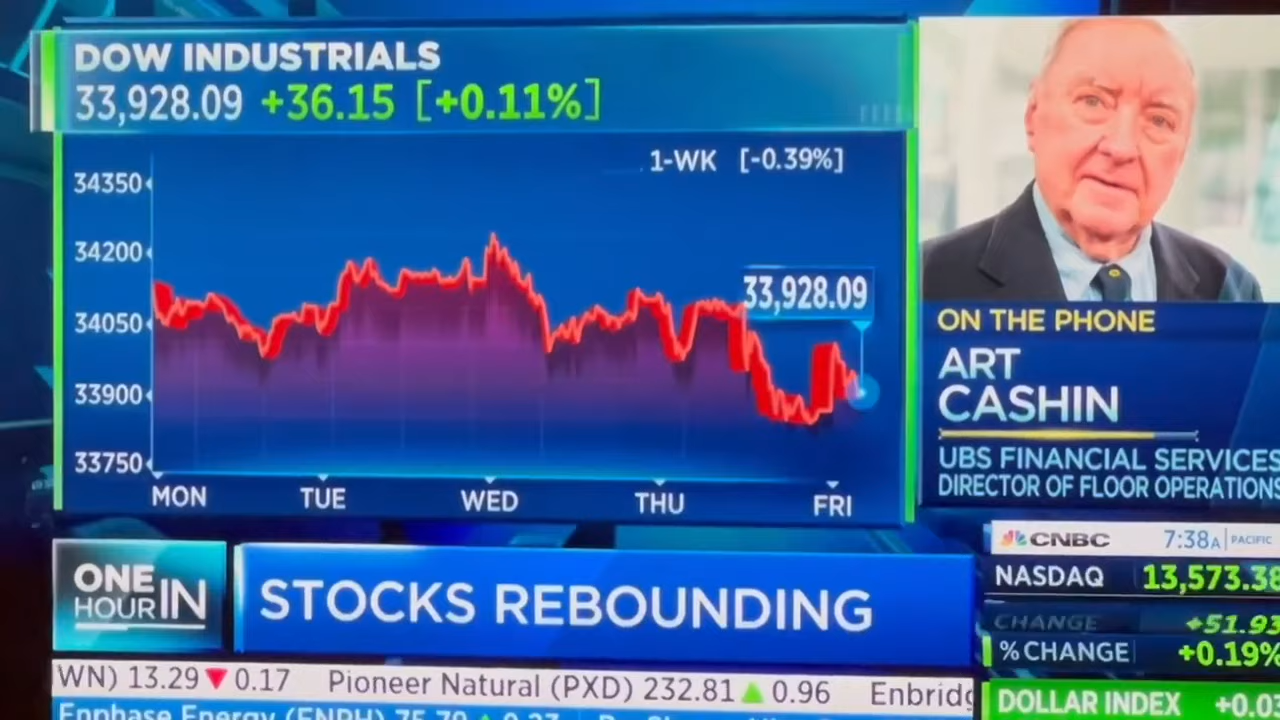 DOW INDUSTRIALS
33,928.09 +36.15 [+0.11%]
1-WK [-0.39%]
34350
34200
34050
33900
33750
33,928.09
MON TUE WED THU FRI
ON THE PHONE
ART
CASHIN
UBS FINANCIAL SERVICES
DIRECTOR OF FLOOR OPERATIONS
CNBC 7:38A PACIFIC
NASDAQ 13,573.38
CHANGE +51.93
% CHANGE +0.19%
DOLLAR INDEX
ONE
HOUR IN
STOCKS REBOUNDING
WN) 13.29 ▼ 0.17 Pioneer Natural (PXD) 232.81 ▲ 0.96 Enbridg
Enphase Energy (ENPH)